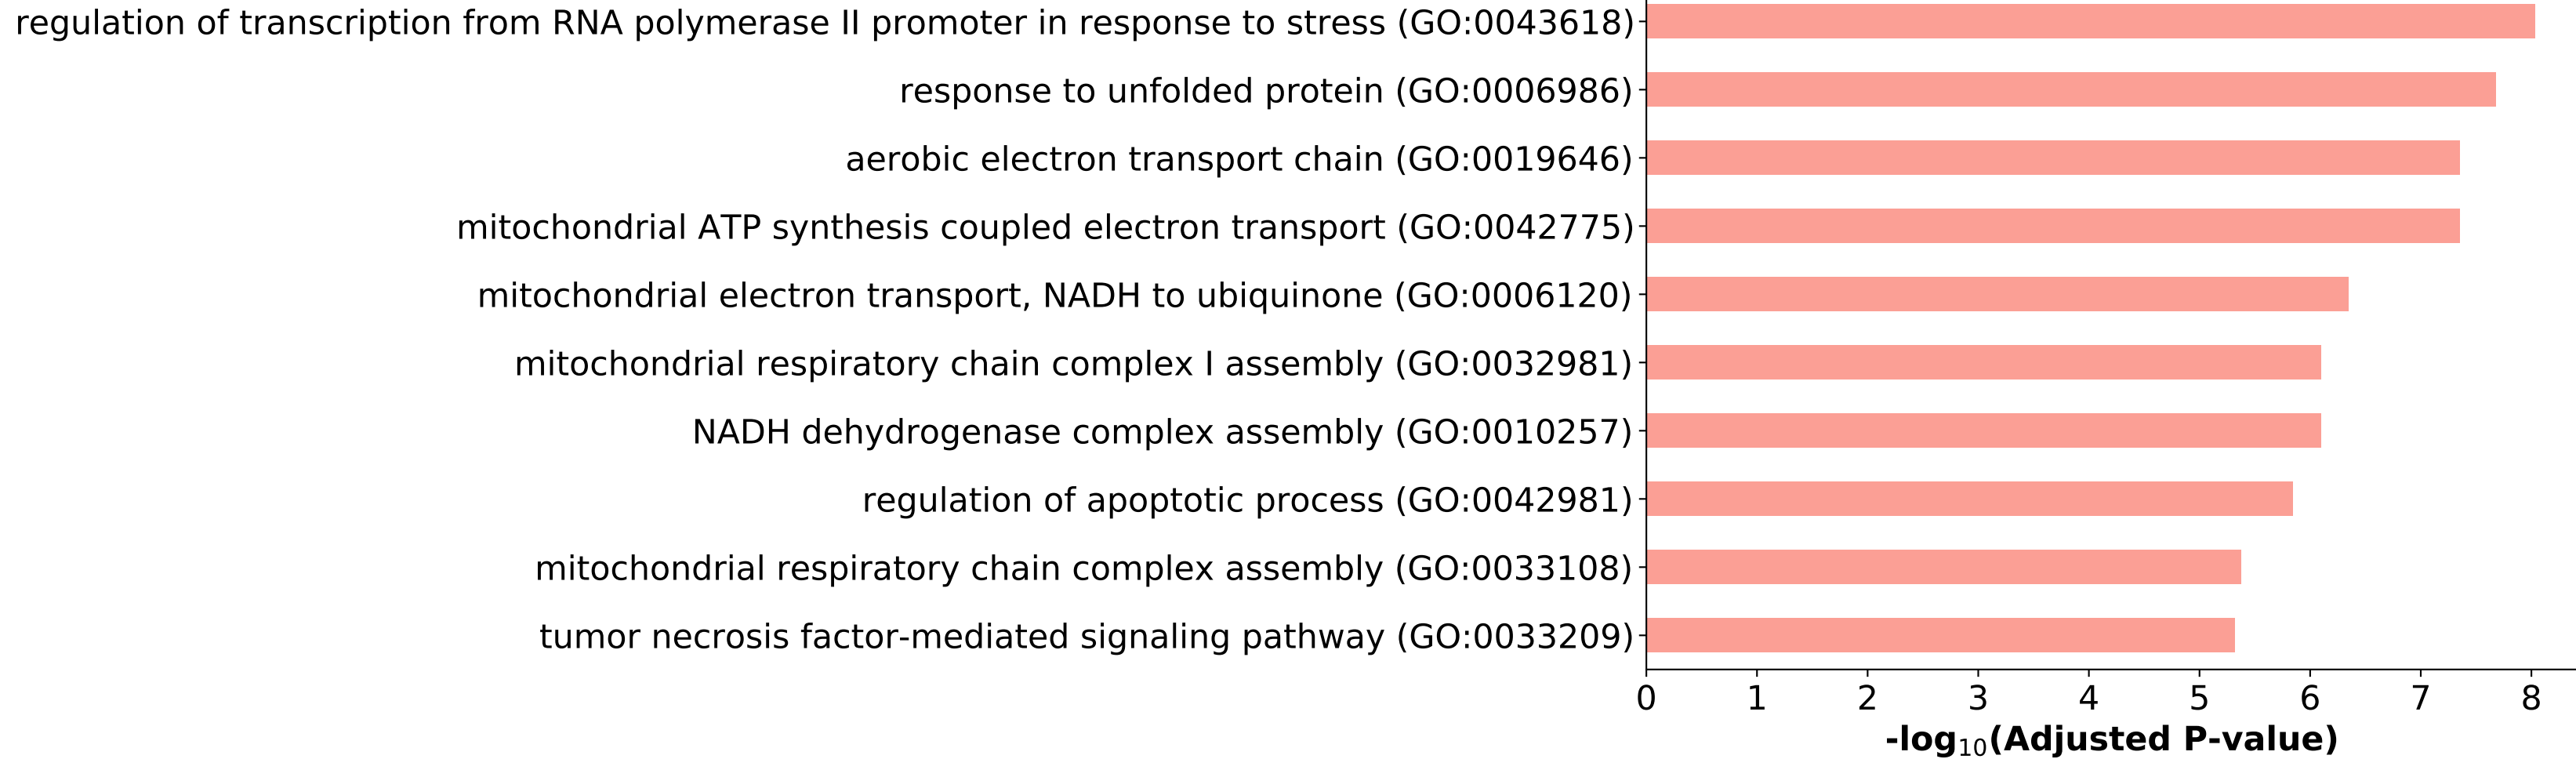 regulation of transcription from RNA polymerase II promoter in response to stress (GO:0043618)
response to unfolded protein (GO:0006986)
aerobic electron transport chain (GO:0019646)
mitochondrial ATP synthesis coupled electron transport (GO:0042775)
mitochondrial electron transport, NADH to ubiquinone (GO:0006120)
mitochondrial respiratory chain complex I assembly (GO:0032981)
NADH dehydrogenase complex assembly (GO:0010257)
regulation of apoptotic process (GO:0042981)
mitochondrial respiratory chain complex assembly (GO:0033108)
tumor necrosis factor-mediated signaling pathway (GO:0033209)
0 1 2 3 4 5 6 7 8
-log₁₀(Adjusted P-value)